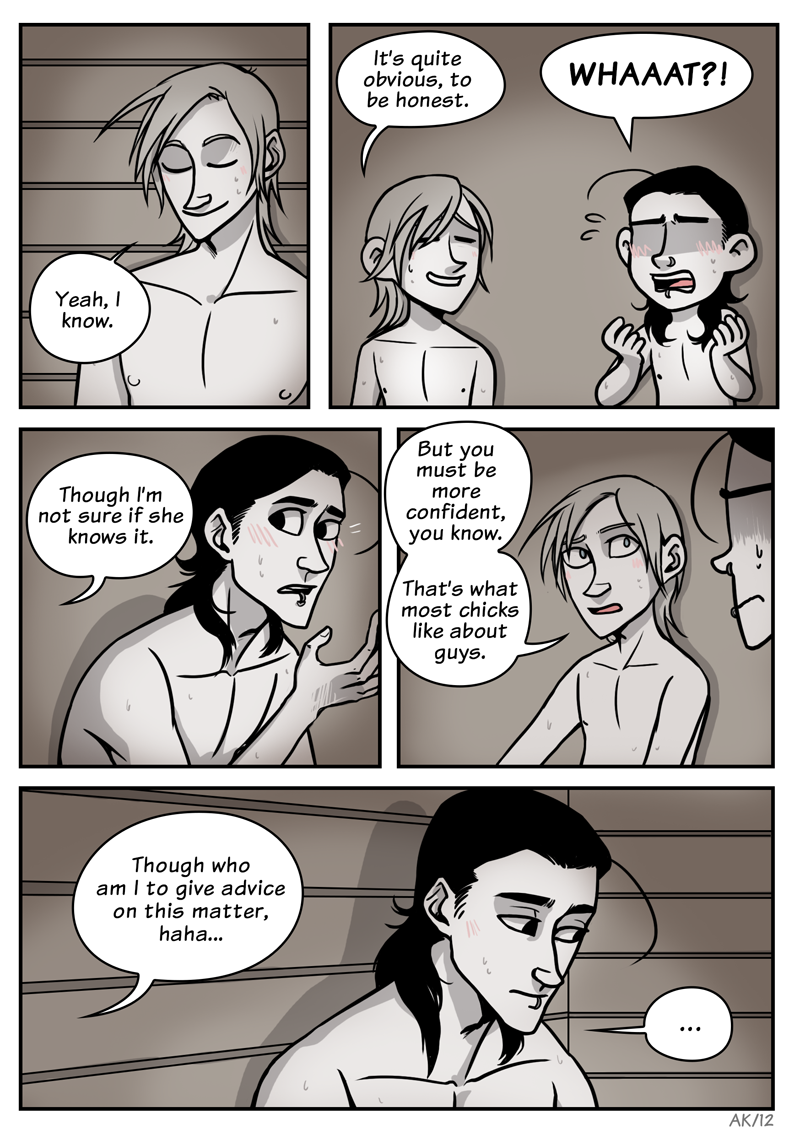 Yeah, I
know.
It's quite
obvious, to
be honest.
WHAAAT?!
Though I'm
not sure if she
knows it.
But you
must be
more
confident,
you know.
That's what
most chicks
like about
guys.
Though who
am I to give advice
on this matter,
haha...
...
AK/12